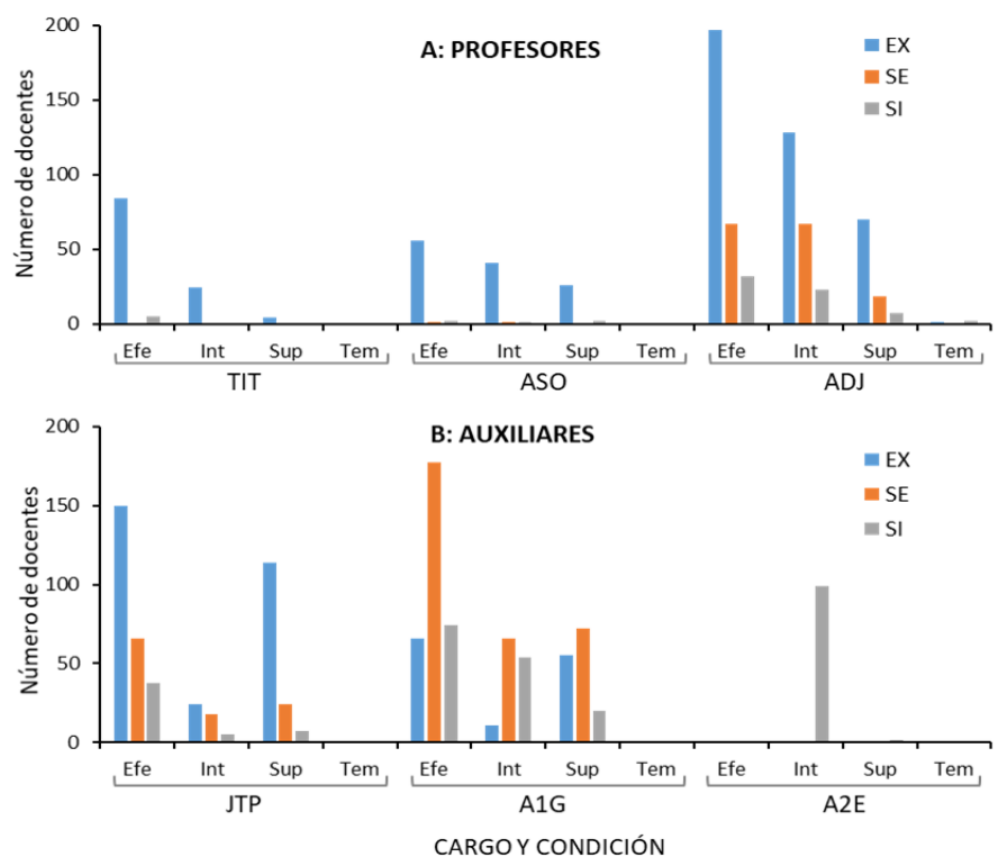 A: PROFESORES
EX
SE
SI
Número de docentes
200
150
100
50
0
Efe Int Sup Tem Efe Int Sup Tem Efe Int Sup Tem
TIT ASO ADJ
B: AUXILIARES
EX
SE
SI
Número de docentes
200
150
100
50
0
Efe Int Sup Tem Efe Int Sup Tem Efe Int Sup Tem
JTP A1G A2E
CARGO Y CONDICIÓN